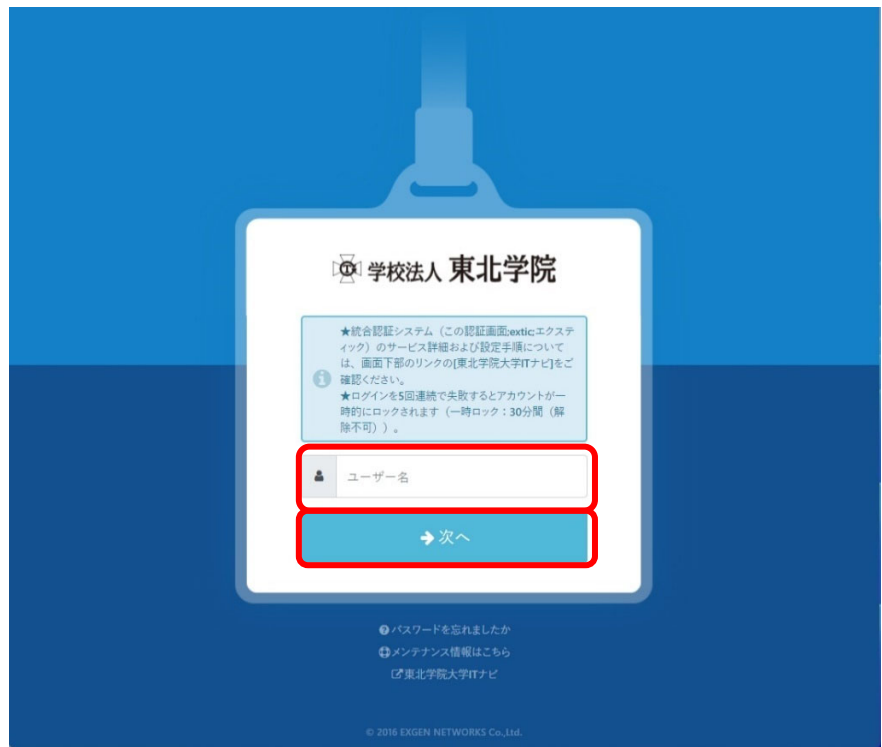 学校法人 東北学院
★統合認証システム（この認証画面;extic;エクステ
ィック）のサービス詳細および設定手順について
は、画面下部のリンクの[東北学院大学ITナビ]をご
確認ください。
★ログインを5回連続で失敗するとアカウントが一
時的にロックされます（一時ロック：30分間（解
除不可））。
ユーザー名
次へ
パスワードを忘れましたか
メンテナンス情報はこちら
東北学院大学ITナビ
© 2016 EXGEN NETWORKS Co.,Ltd.